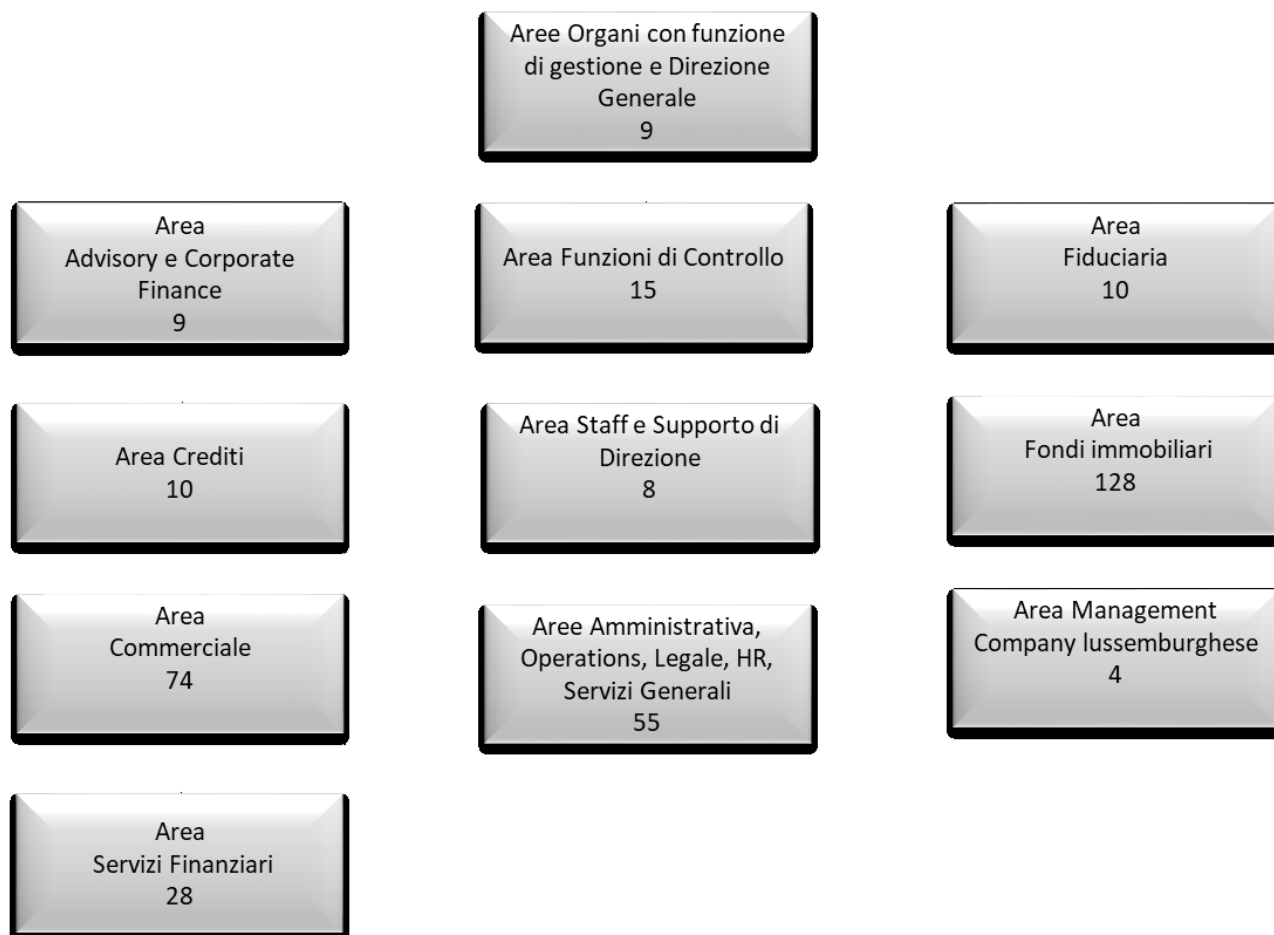 Aree Organi con funzione
di gestione e Direzione
Generale
9
Area
Advisory e Corporate
Finance
9
Area Funzioni di Controllo
15
Area
Fiduciaria
10
Area Crediti
10
Area Staff e Supporto di
Direzione
8
Area
Fondi immobiliari
128
Area
Commerciale
74
Aree Amministrativa,
Operations, Legale, HR,
Servizi Generali
55
Area Management
Company lussemburghese
4
Area
Servizi Finanziari
28